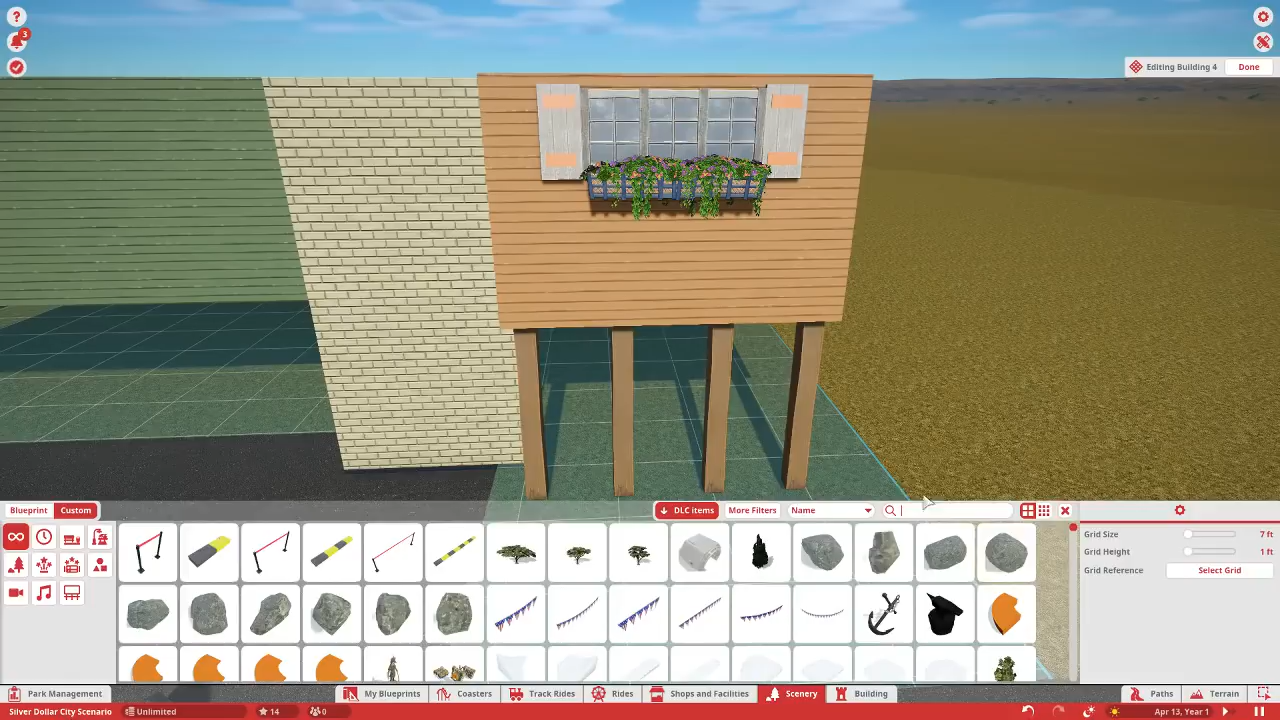 ?
3
Editing Building 4
Done
Blueprint
Custom
DLC items
More Filters
Name
Grid Size
7 ft
Grid Height
1 ft
Grid Reference
Select Grid
Park Management
My Blueprints
Coasters
Track Rides
Rides
Shops and Facilities
Scenery
Building
Paths
Terrain
Silver Dollar City Scenario
Unlimited
14
0
Apr 13, Year 1